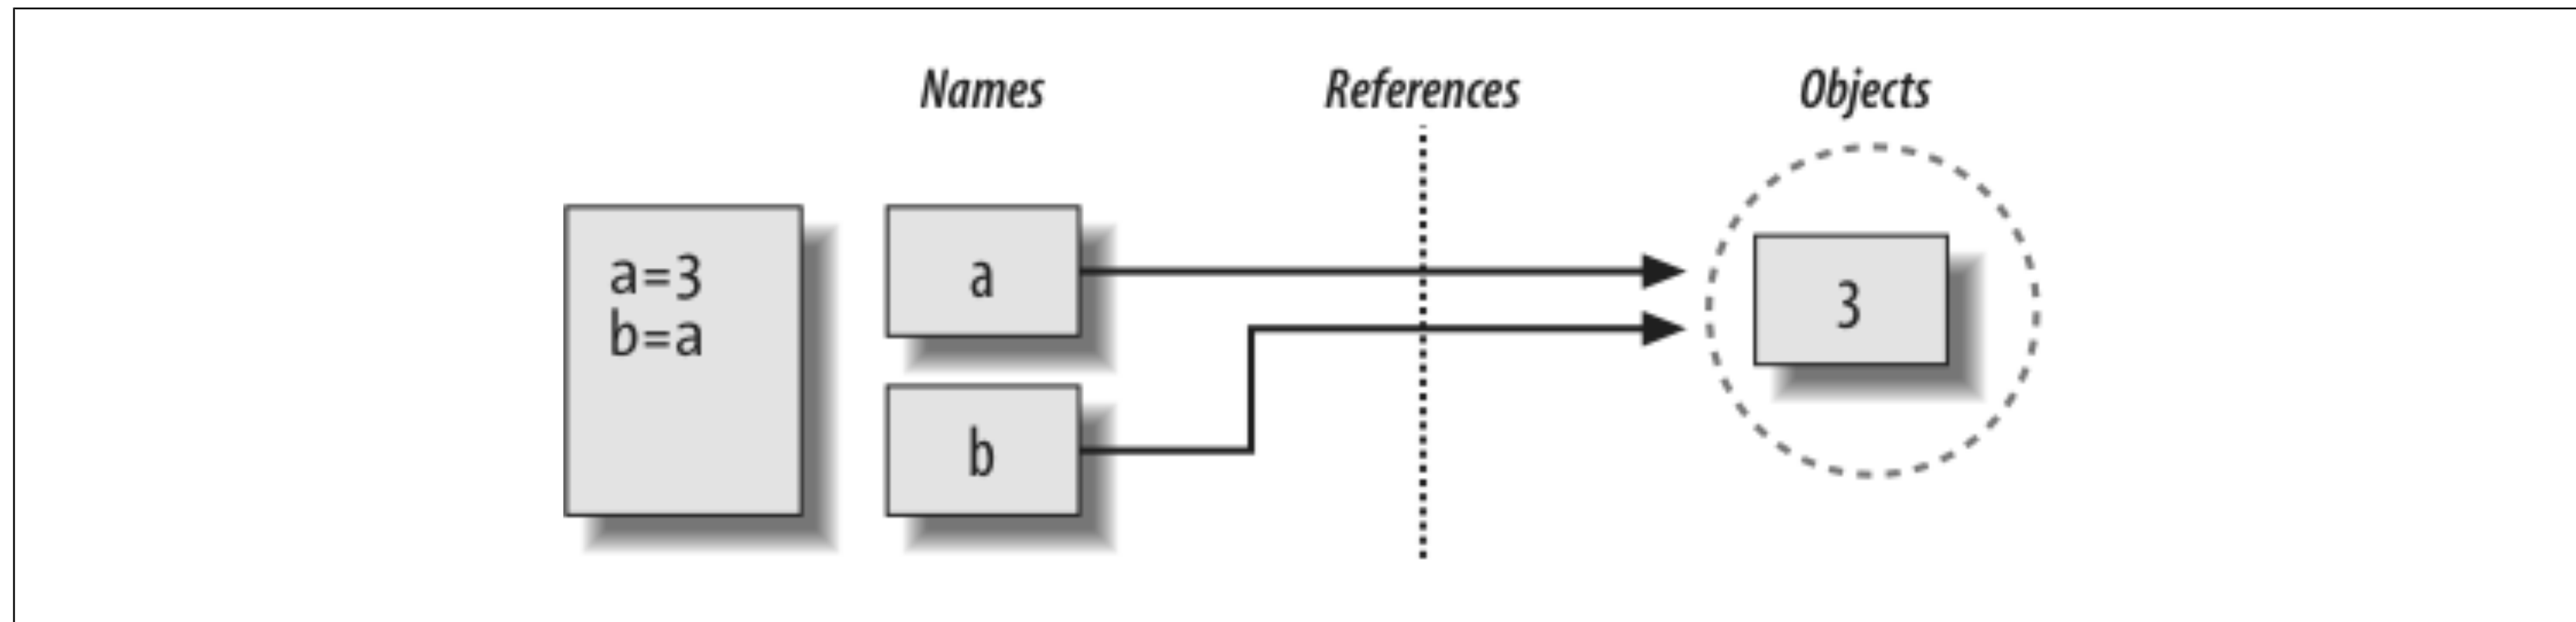 Names
References
Objects
a=3
b=a
a
b
3